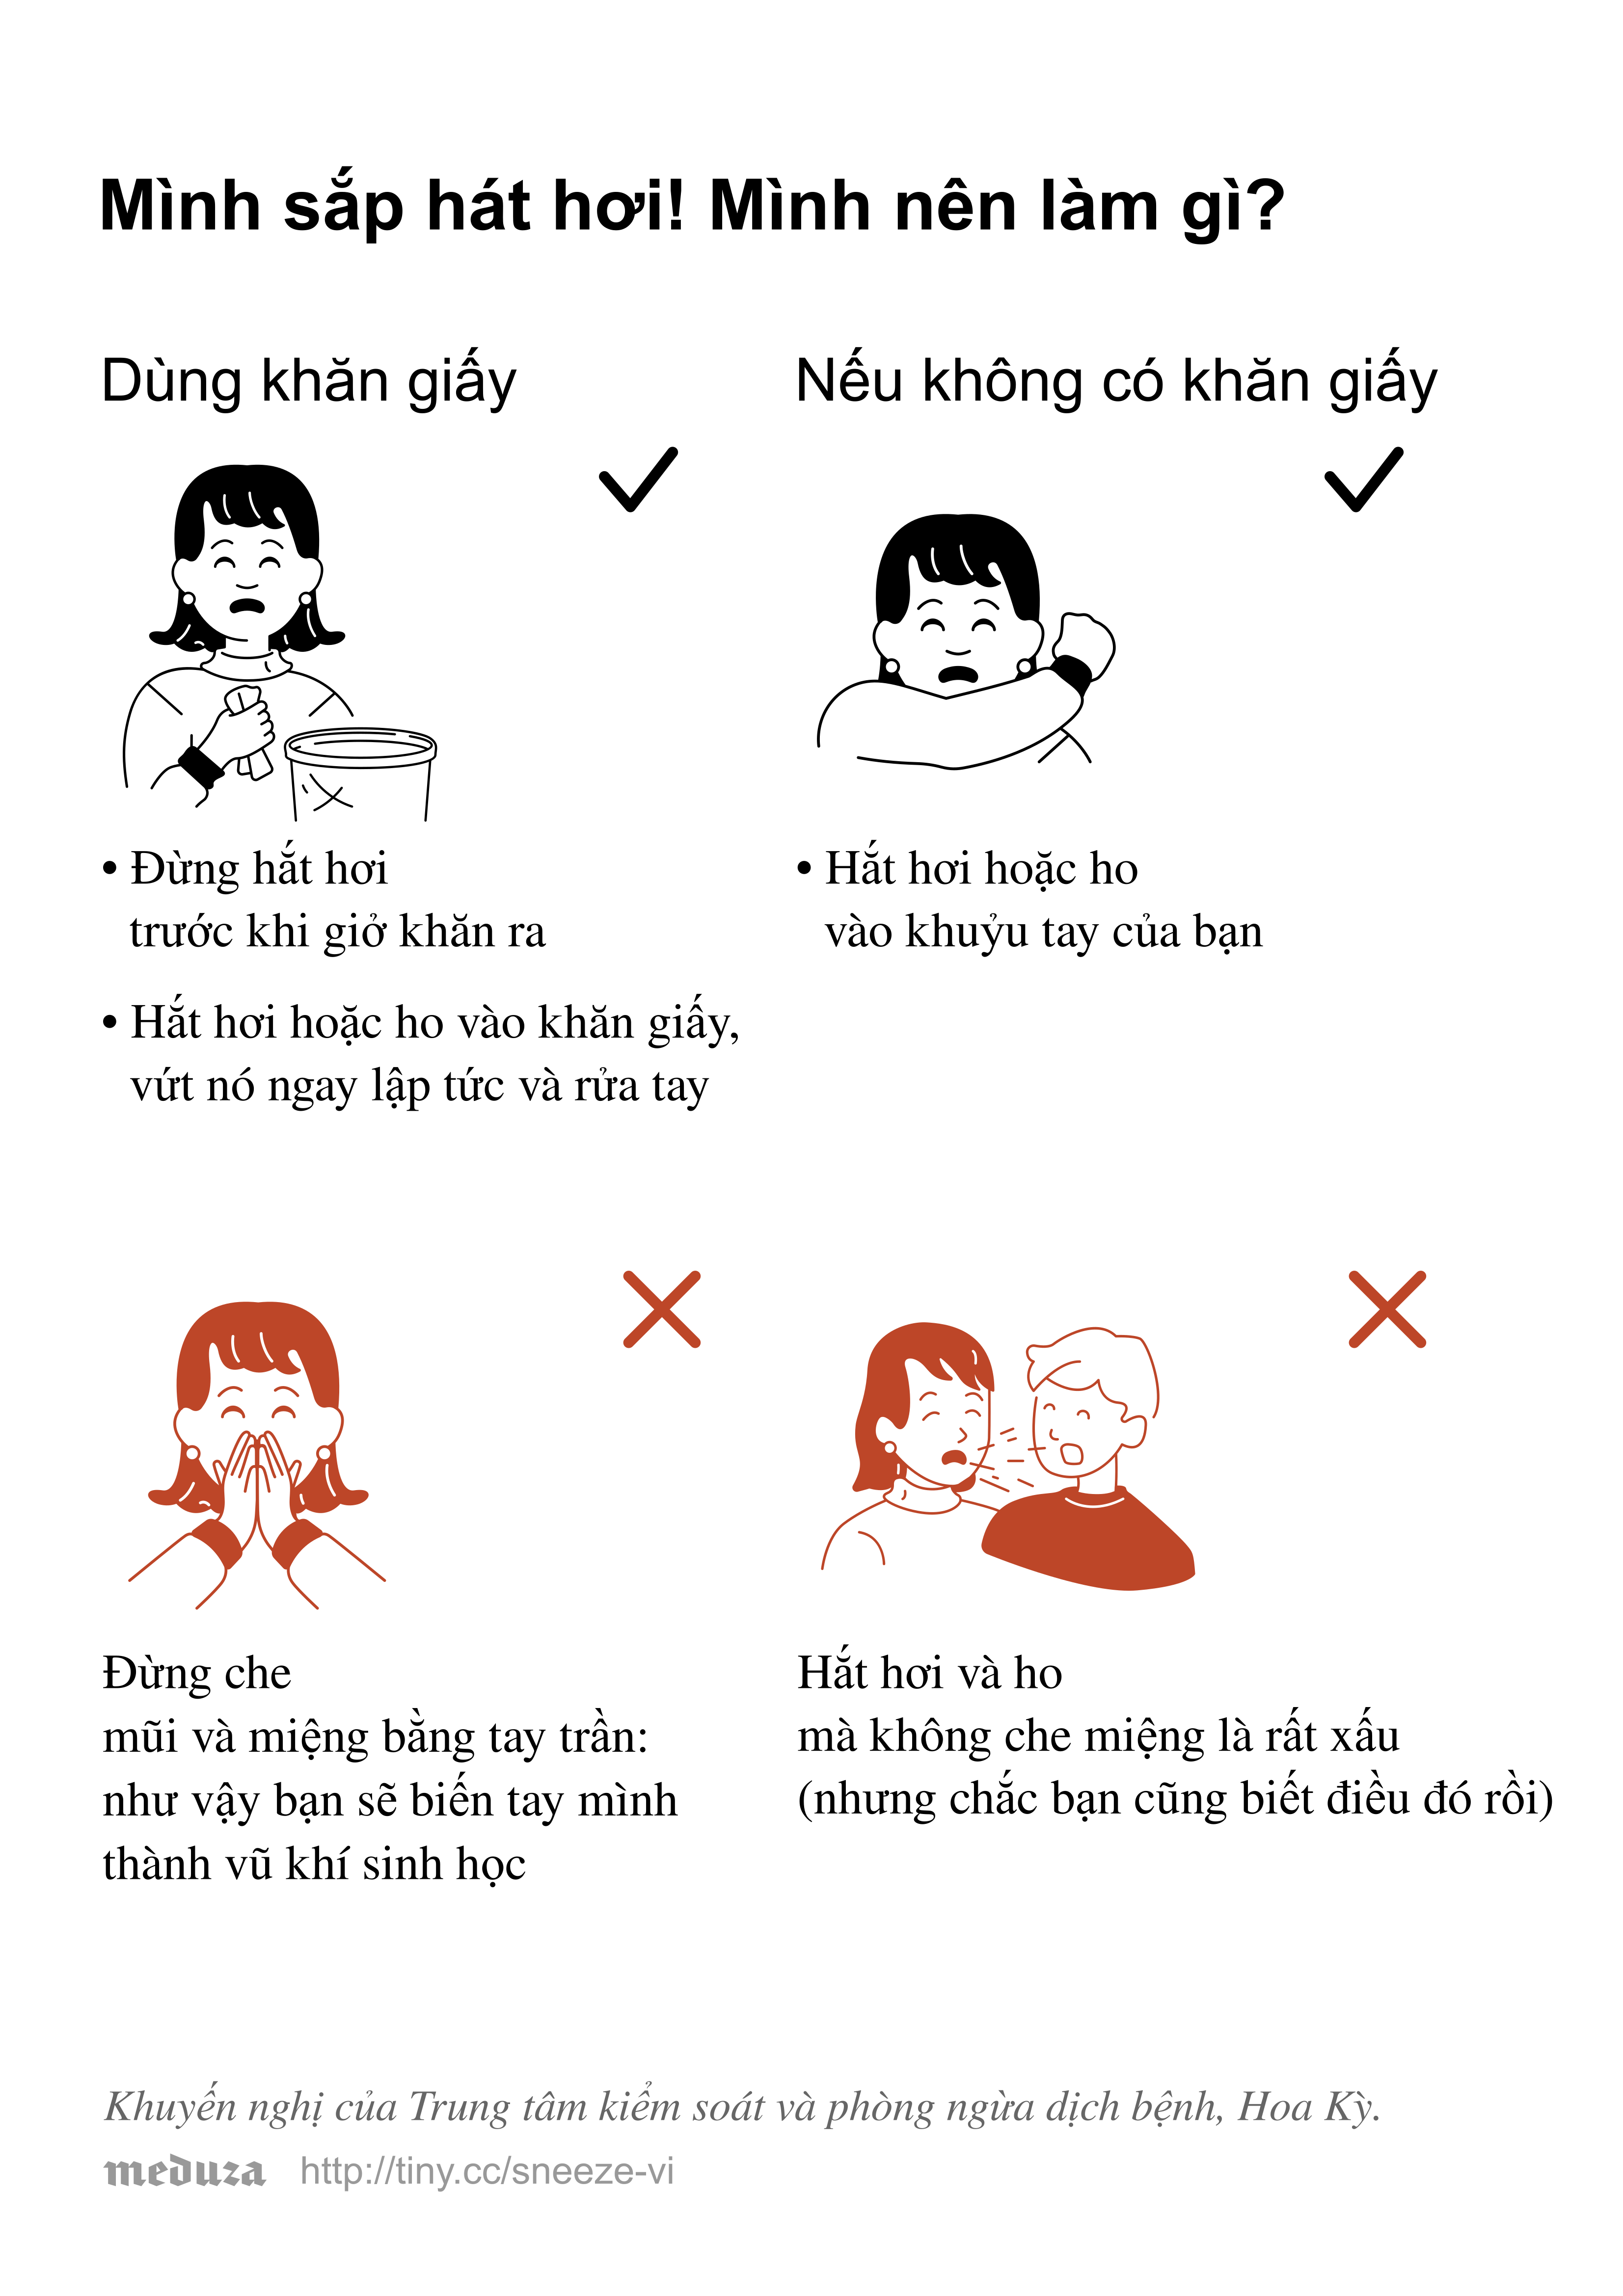 Mình sắp hát hơi! Mình nên làm gì?
Dùng khăn giấy
• Đừng hắt hơi
trước khi giở khăn ra
• Hắt hơi hoặc ho vào khăn giấy,
vứt nó ngay lập tức và rửa tay
Nếu không có khăn giấy
• Hắt hơi hoặc ho
vào khuỷu tay của bạn
Đừng che
mũi và miệng bằng tay trần:
như vậy bạn sẽ biến tay mình
thành vũ khí sinh học
Hắt hơi và ho
mà không che miệng là rất xấu
(nhưng chắc bạn cũng biết điều đó rồi)
Khuyến nghị của Trung tâm kiểm soát và phòng ngừa dịch bệnh, Hoa Kỳ.
meduza http://tiny.cc/sneeze-vi